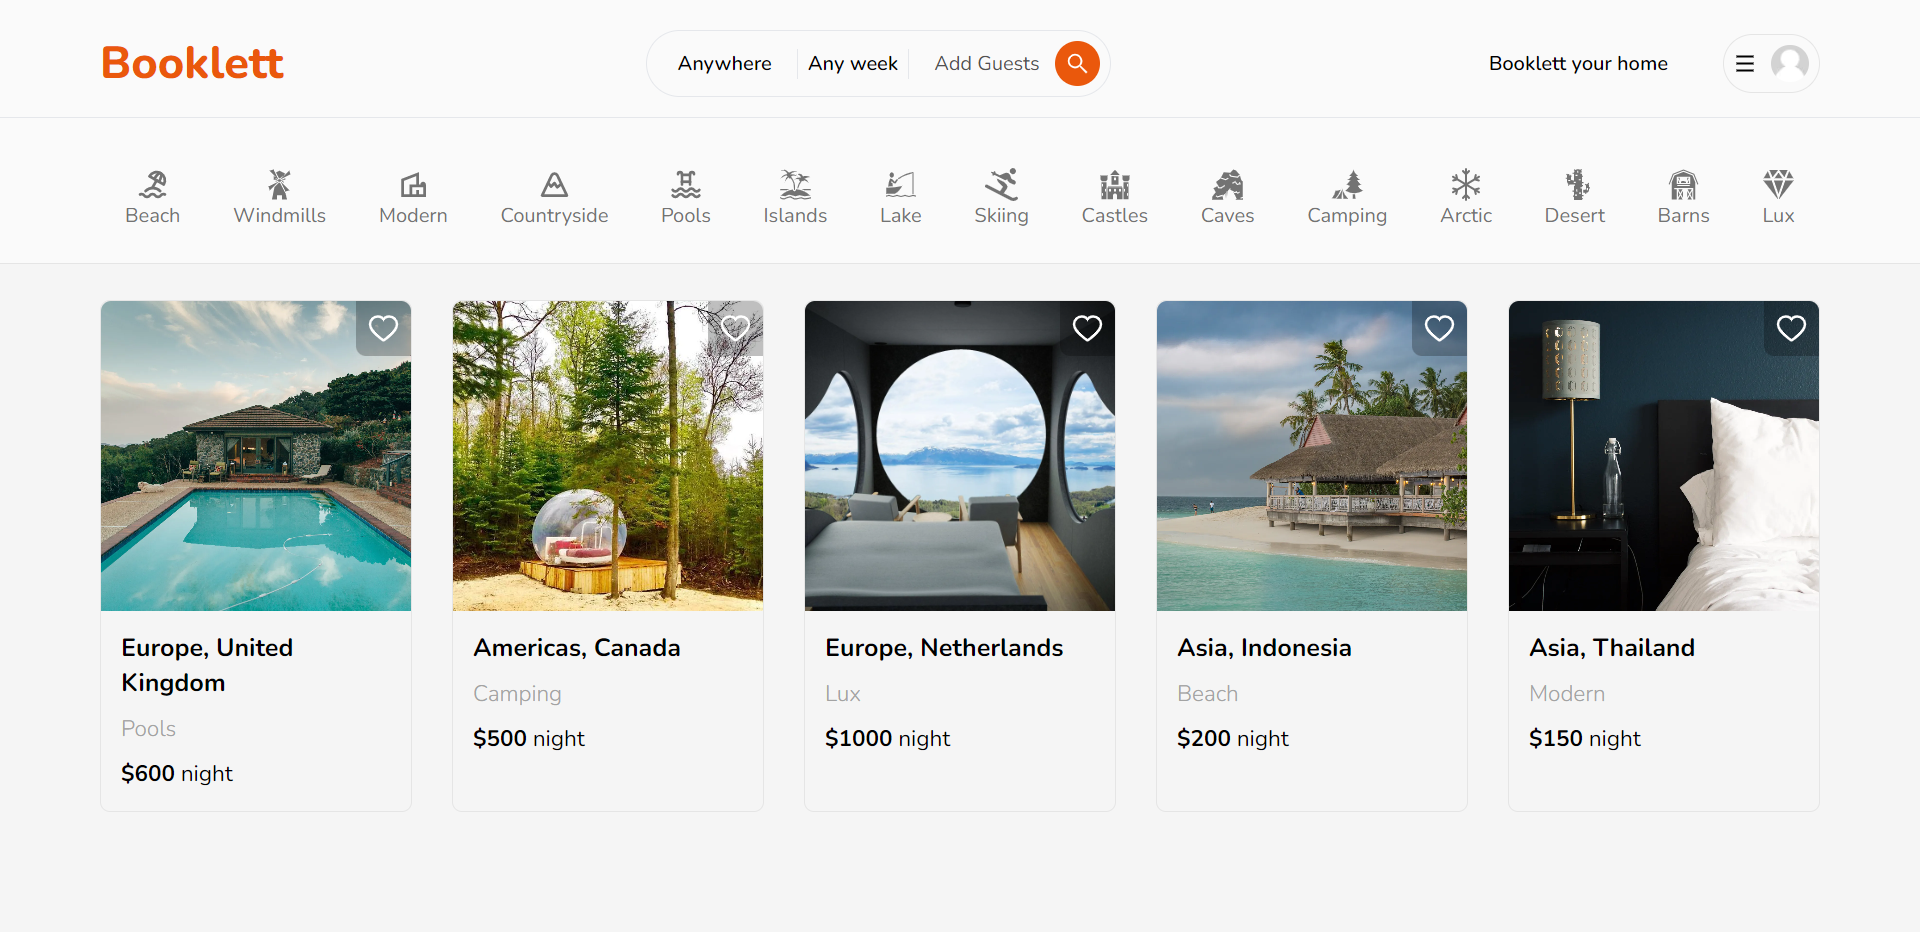 Booklett
Anywhere
Any week
Add Guests
Booklett your home
Beach
Windmills
Modern
Countryside
Pools
Islands
Lake
Skiing
Castles
Caves
Camping
Arctic
Desert
Barns
Lux
Europe, United
Kingdom
Pools
$600 night
Americas, Canada
Camping
$500 night
Europe, Netherlands
Lux
$1000 night
Asia, Indonesia
Beach
$200 night
Asia, Thailand
Modern
$150 night